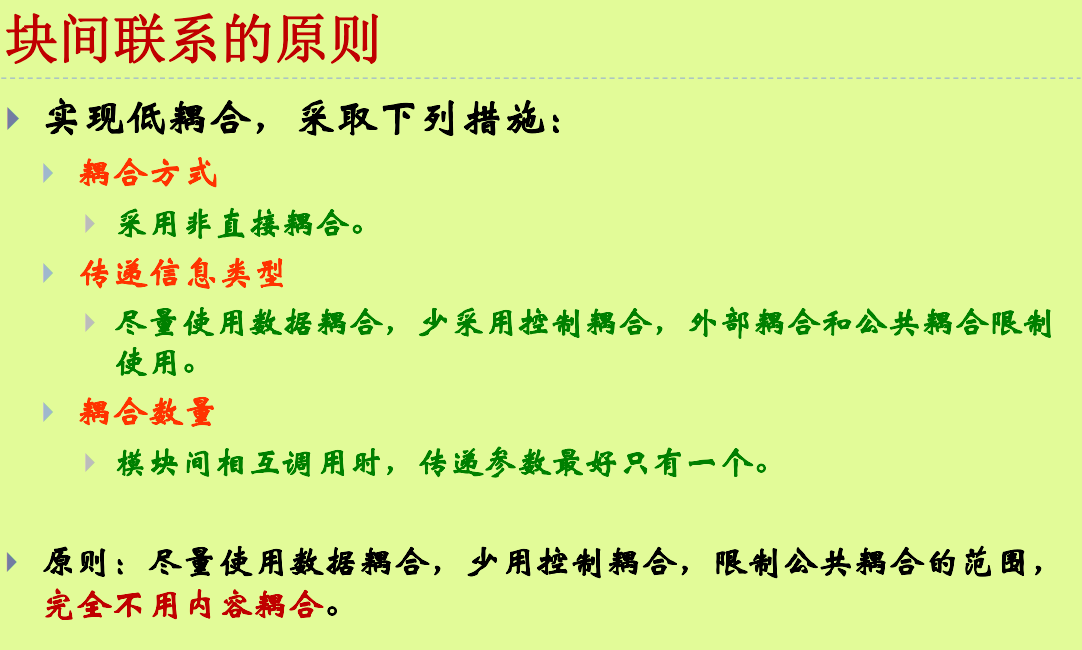 块间联系的原则
实现低耦合，采取下列措施：
耦合方式
采用非直接耦合。
传递信息类型
尽量使用数据耦合，少采用控制耦合，外部耦合和公共耦合限制
使用。
耦合数量
模块间相互调用时，传递参数最好只有一个。
原则：尽量使用数据耦合，少用控制耦合，限制公共耦合的范围，
完全不用内容耦合。